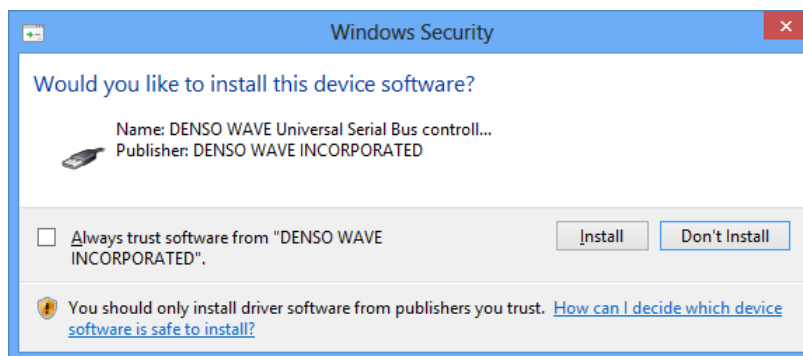 Windows Security
Would you like to install this device software?
Name: DENSO WAVE Universal Serial Bus controll...
Publisher: DENSO WAVE INCORPORATED
Always trust software from "DENSO WAVE
INCORPORATED".
Install
Don't Install
You should only install driver software from publishers you trust. How can I decide which device
software is safe to install?